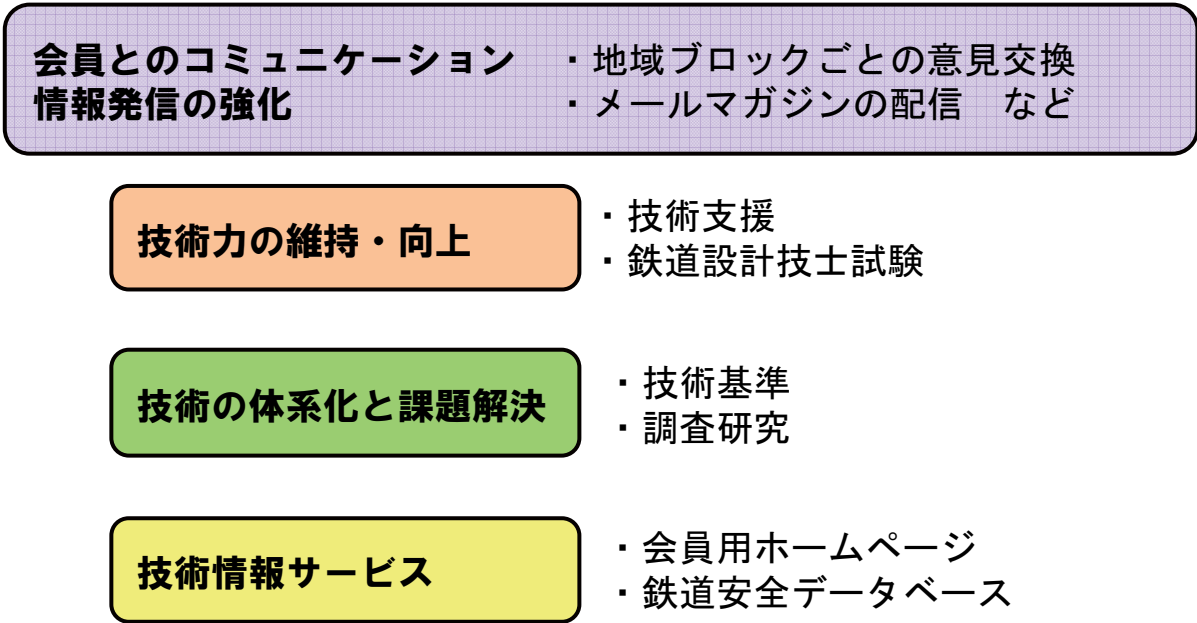 会員とのコミュニケーション ・地域ブロックごとの意見交換
情報発信の強化 ・メールマガジンの配信　など
技術力の維持・向上
・技術支援
・鉄道設計技士試験
技術の体系化と課題解決
・技術基準
・調査研究
技術情報サービス
・会員用ホームページ
・鉄道安全データベース